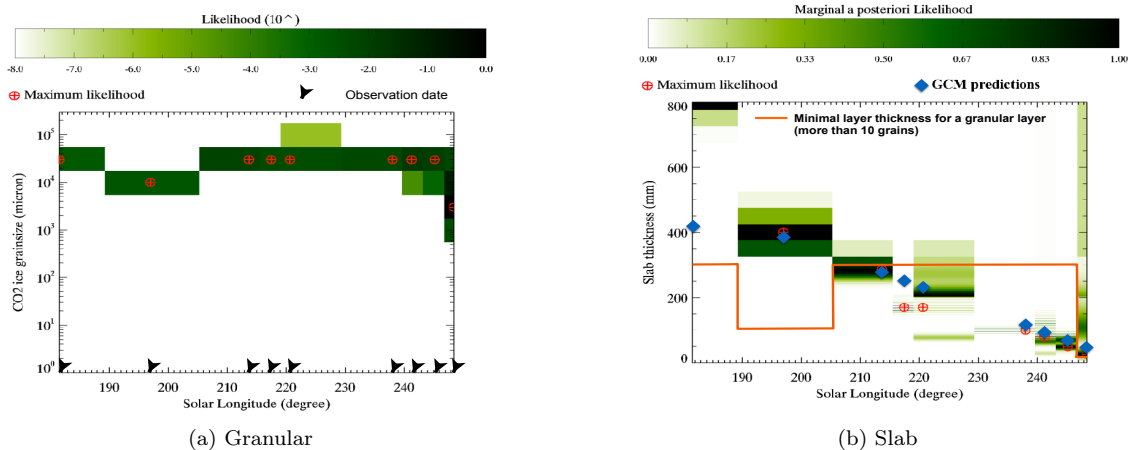 Likelihood (10^)
-8.0 -7.0 -6.0 -5.0 -4.0 -3.0 -2.0 -1.0 0.0
Maximum likelihood
Observation date
CO2 ice grainsize (micron)
10^5
10^4
10^3
10^2
10^1
10^0
190 200 210 220 230 240
Solar Longitude (degree)
(a) Granular
Marginal a posteriori Likelihood
0.00 0.17 0.33 0.50 0.67 0.83 1.00
Maximum likelihood
GCM predictions
Minimal layer thickness for a granular layer
(more than 10 grains)
Slab thickness (mm)
800
600
400
200
0
190 200 210 220 230 240
Solar Longitude (degree)
(b) Slab